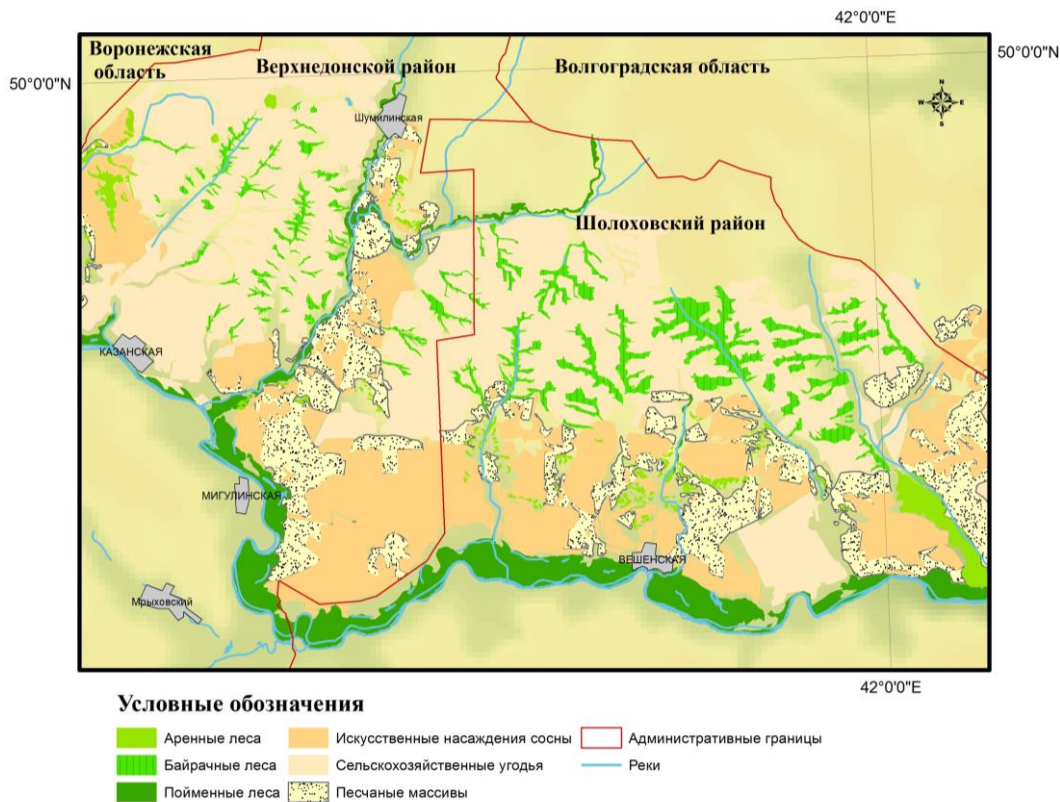 42°0'0"E
Воронежская
область
Верхнедонской район
Волгоградская область
50°0'0"N
50°0'0"N
N
W E
S
Шумилинская
Шолоховский район
КАЗАНСКАЯ
МИГУЛИНСКАЯ
ВЕШЕНСКАЯ
Мрыховский
42°0'0"E
Условные обозначения
Аренные леса
Искусственные насаждения сосны
Административные границы
Байрачные леса
Сельскохозяйственные угодья
Реки
Пойменные леса
Песчаные массивы